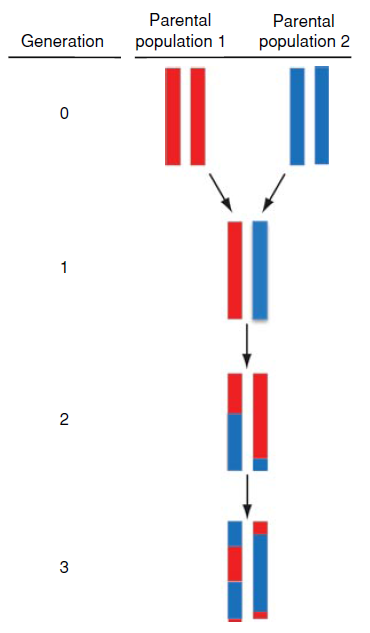 Generation
Parental
population 1
Parental
population 2
0
1
2
3